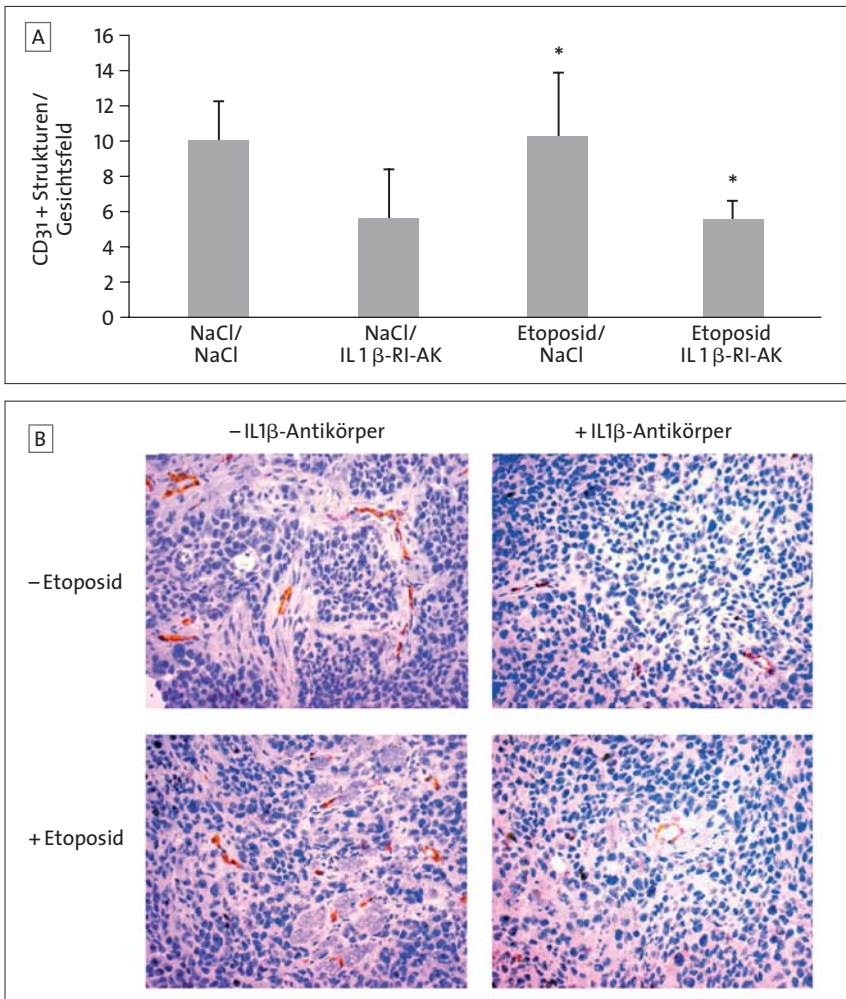 A
16
14
12
10
8
6
4
2
0
CD31+ Strukturen/
Gesichtsfeld
*
*
NaCl/
NaCl
NaCl/
IL1β-RI-AK
Etoposid/
NaCl
Etoposid
IL1β-RI-AK
B
– IL1β-Antikörper
+ IL1β-Antikörper
– Etoposid
+ Etoposid